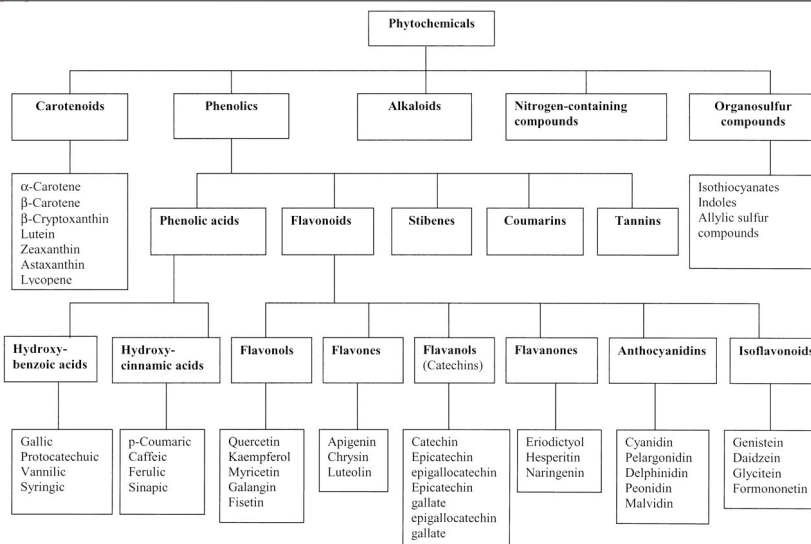 Phytochemicals
Carotenoids
Phenolics
Alkaloids
Nitrogen-containing
compounds
Organosulfur
compounds
α-Carotene
β-Carotene
β-Cryptoxanthin
Lutein
Zeaxanthin
Astaxanthin
Lycopene
Isothiocyanates
Indoles
Allylic sulfur
compounds
Phenolic acids
Flavonoids
Stibenes
Coumarins
Tannins
Hydroxy-
benzoic acids
Hydroxy-
cinnamic acids
Flavonols
Flavones
Flavanols
(Catechins)
Flavanones
Anthocyanidins
Isoflavonoids
Gallic
Protocatechuic
Vannilic
Syringic
p-Coumaric
Caffeic
Ferulic
Sinapic
Quercetin
Kaempferol
Myricetin
Galangin
Fisetin
Apigenin
Chrysin
Luteolin
Catechin
Epicatechin
epigallocatechin
Epicatechin
gallate
epigallocatechin
gallate
Eriodictyol
Hesperitin
Naringenin
Cyanidin
Pelargonidin
Delphinidin
Peonidin
Malvidin
Genistein
Daidzein
Glycitein
Formononetin